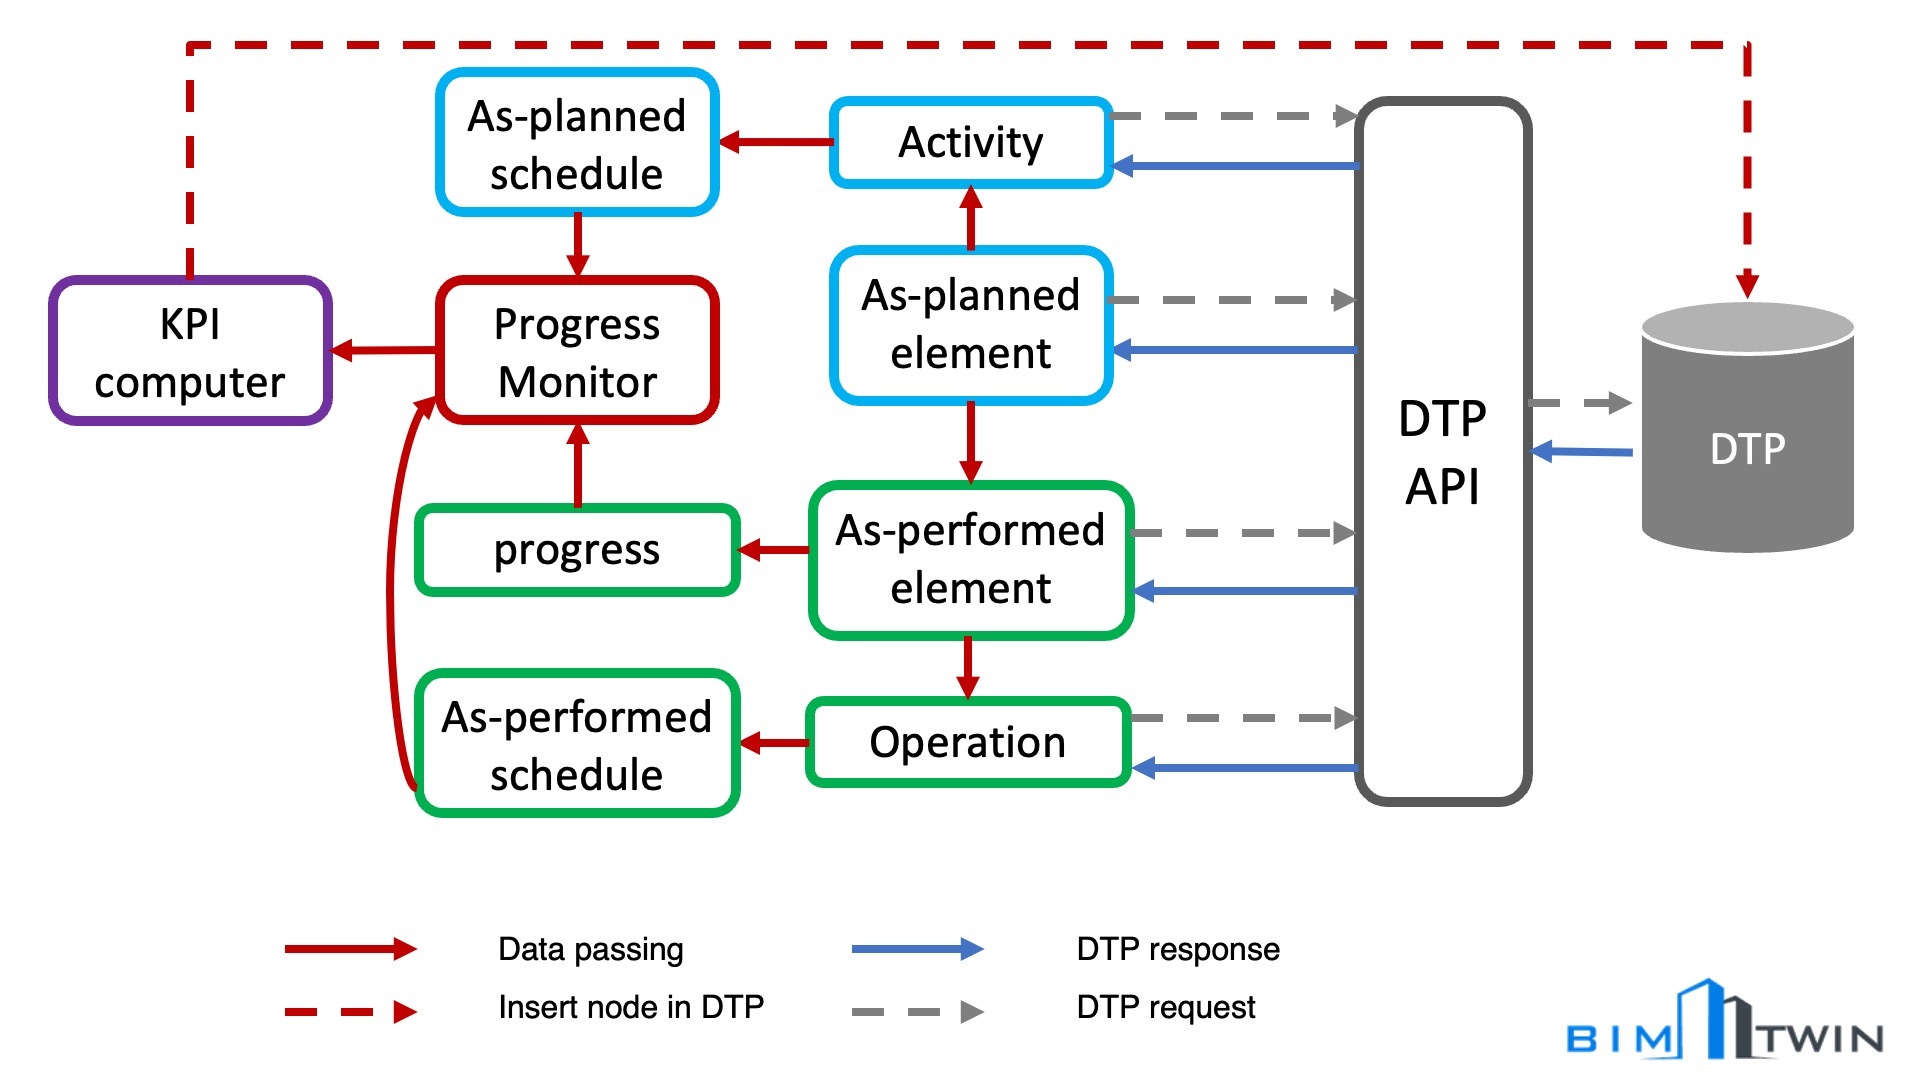 As-planned
schedule
Activity
KPI
computer
Progress
Monitor
As-planned
element
DTP
API
DTP
progress
As-performed
element
As-performed
schedule
Operation
Data passing
DTP response
Insert node in DTP
DTP request
BIM TWIN